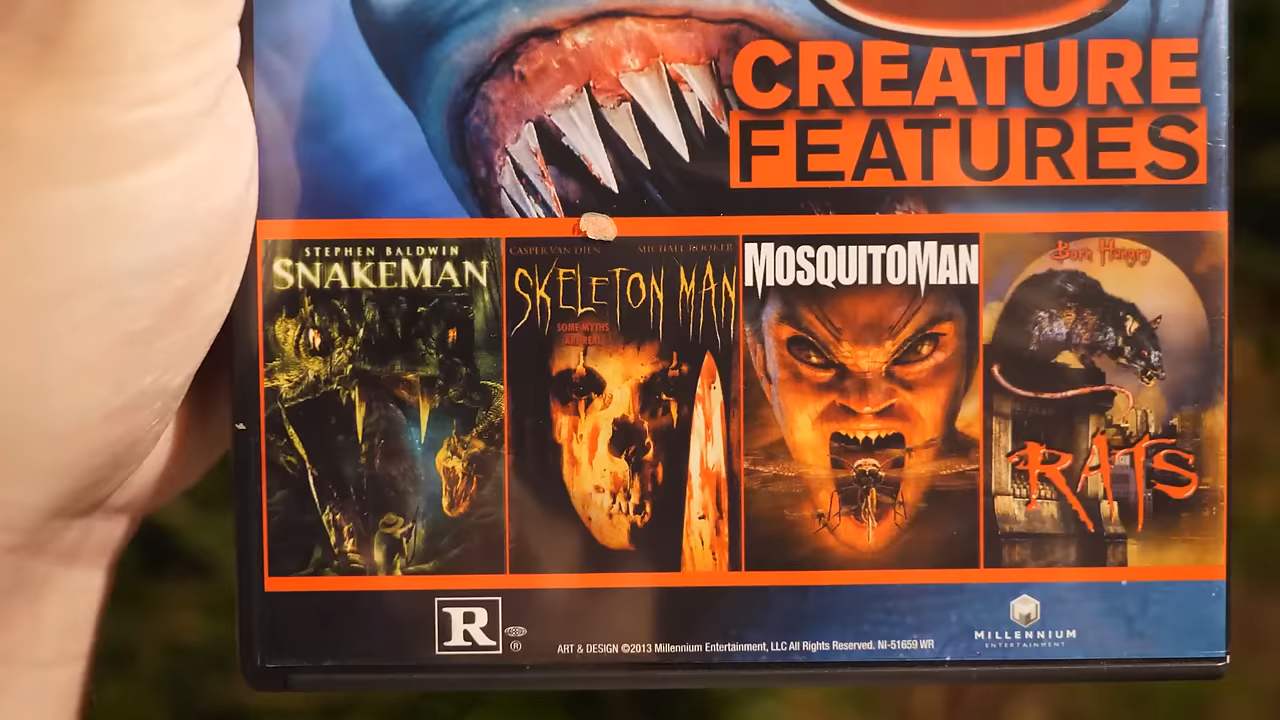 CREATURE
FEATURES
STEPHEN BALDWIN
SNAKEMAN
CASPER VAN DIEN MICHAEL ROOKER
SKELETON MAN
SOME MYTHS
ARE REAL
MOSQUITOMAN
Born Hungry
RATS
R
®
ART & DESIGN ©2013 Millennium Entertainment, LLC All Rights Reserved. NI-51659 WR
MILLENNIUM
ENTERTAINMENT